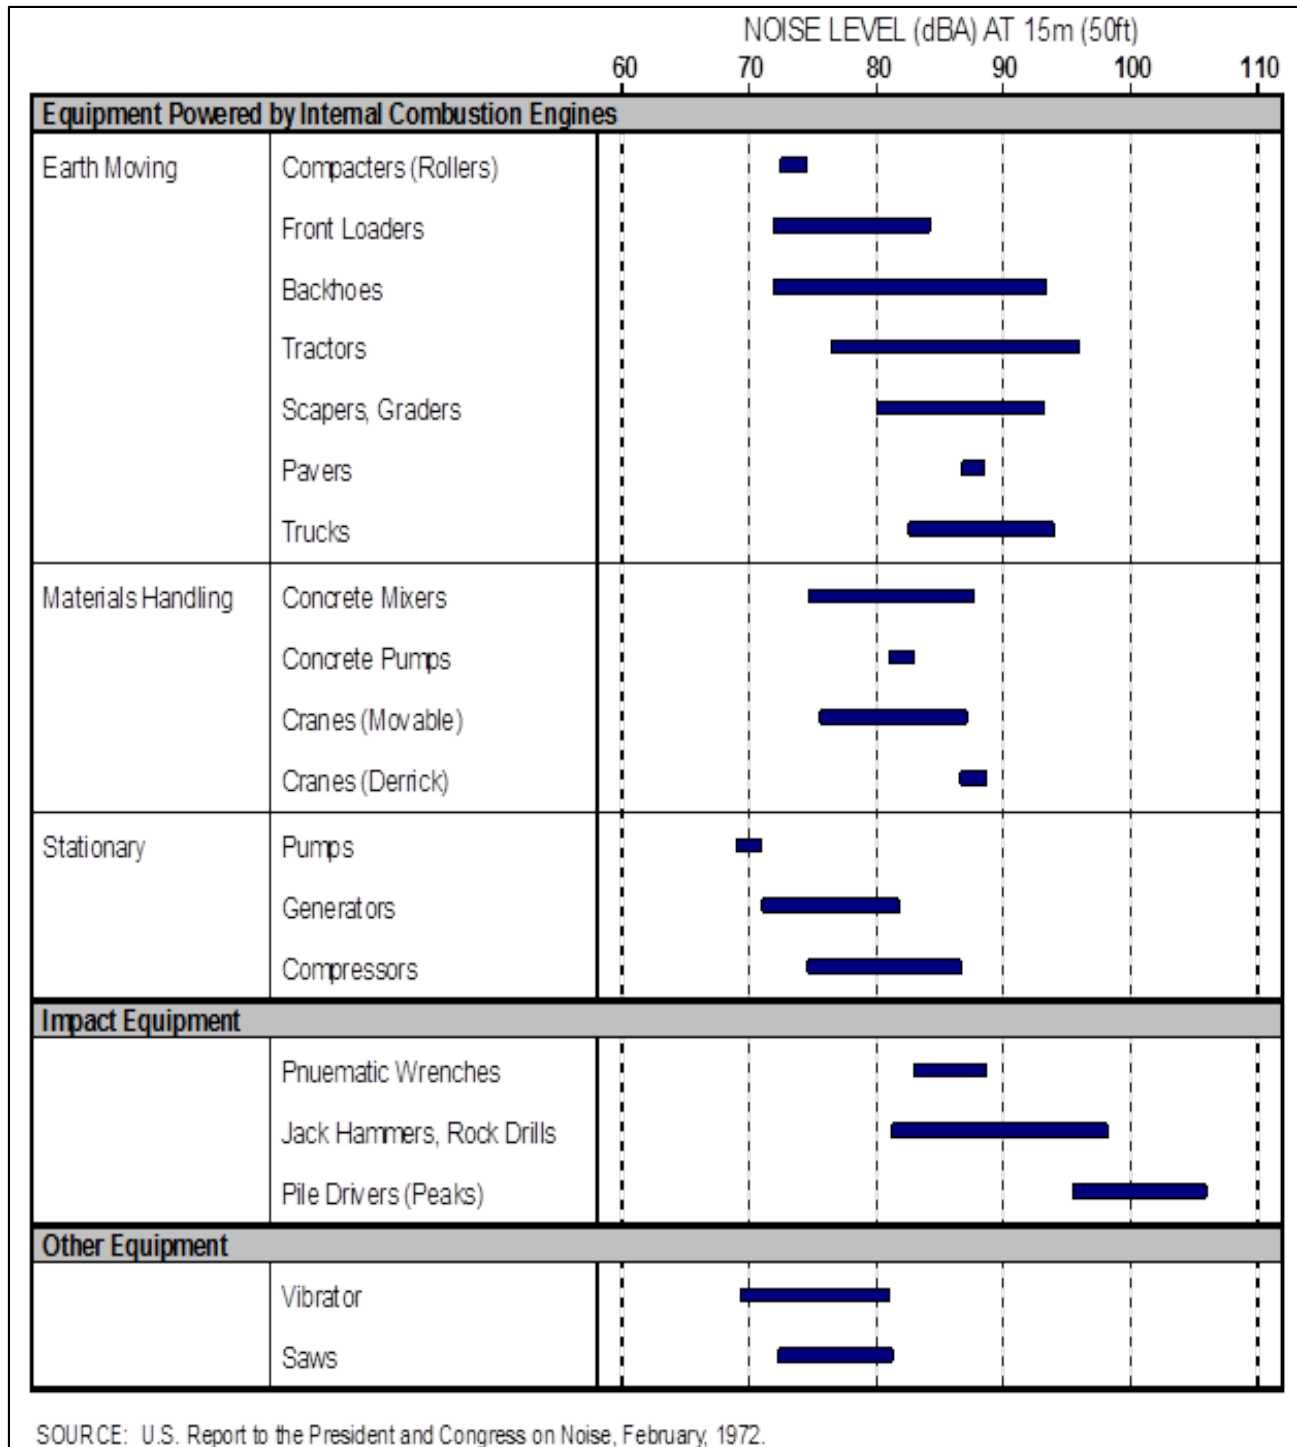 NOISE LEVEL (dBA) AT 15m (50ft)
60 70 80 90 100 110
Equipment Powered by Internal Combustion Engines
Earth Moving Compacters (Rollers)
Front Loaders
Backhoes
Tractors
Scapers, Graders
Pavers
Trucks
Materials Handling Concrete Mixers
Concrete Pumps
Cranes (Movable)
Cranes (Derrick)
Stationary Pumps
Generators
Compressors
Impact Equipment
Pnuematic Wrenches
Jack Hammers, Rock Drills
Pile Drivers (Peaks)
Other Equipment
Vibrator
Saws
SOURCE: U.S. Report to the President and Congress on Noise, February, 1972.